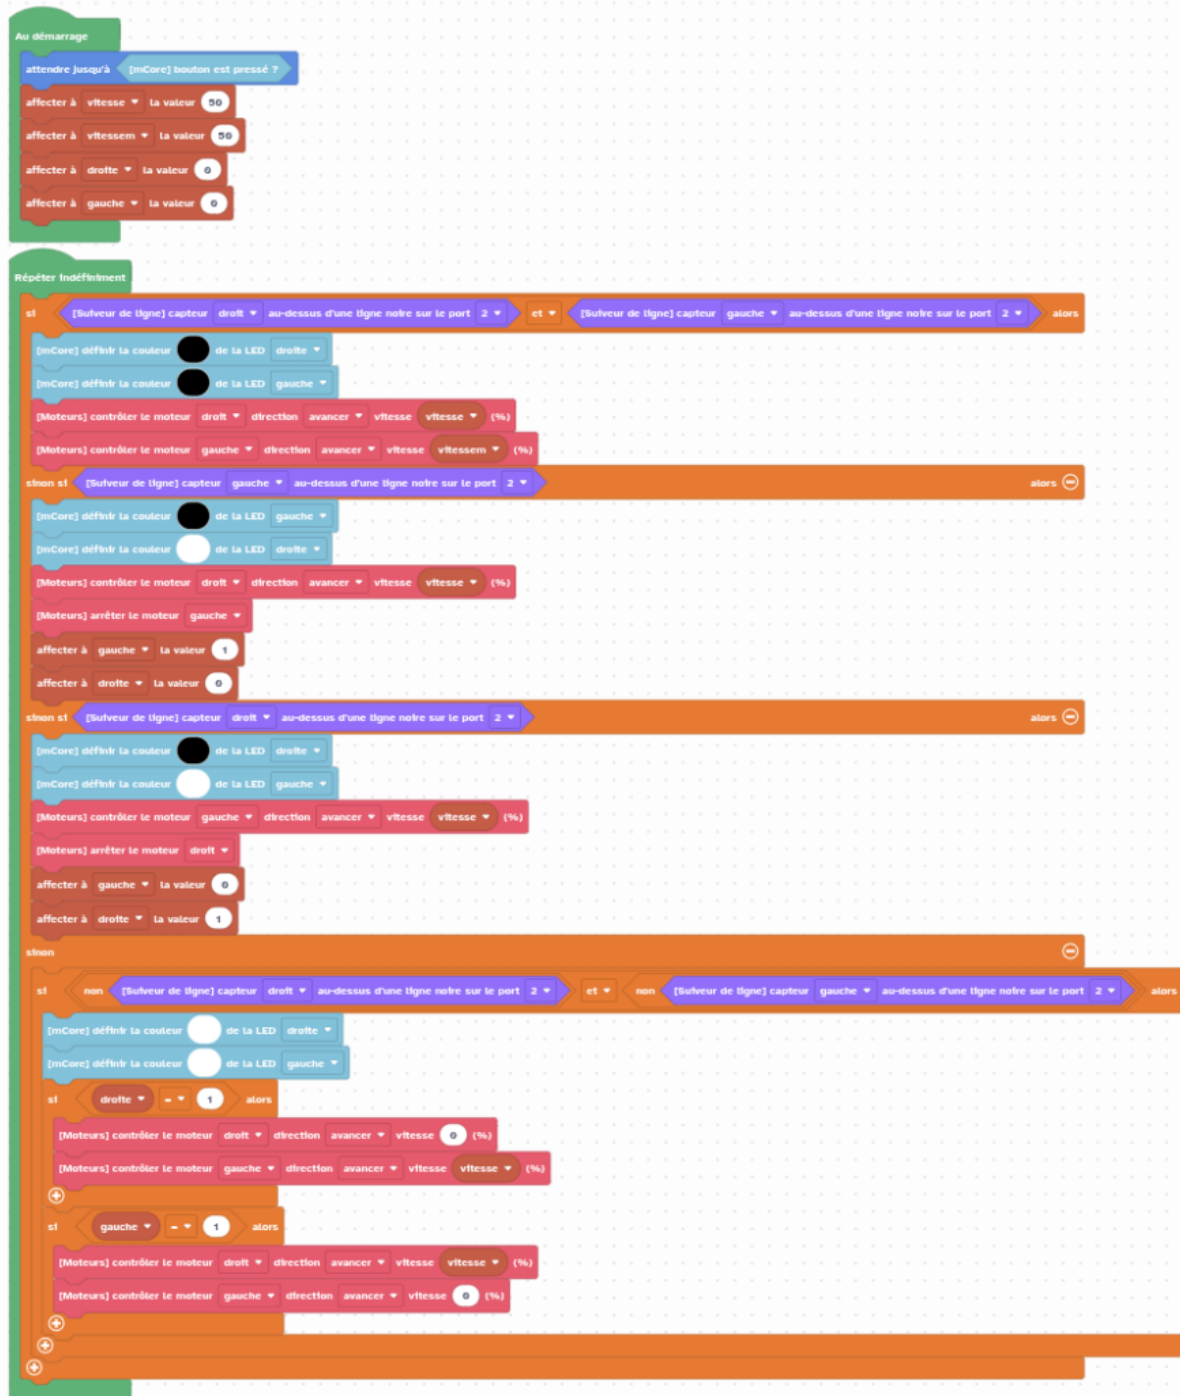 Au démarrage
attendre jusqu'à [mCore] bouton est pressé ?
affecter à vitesse la valeur 50
affecter à vitessem la valeur 50
affecter à droite la valeur 0
affecter à gauche la valeur 0
Répéter indéfiniment
si [Suiveur de ligne] capteur droit au-dessus d'une ligne noire sur le port 2 et [Suiveur de ligne] capteur gauche au-dessus d'une ligne noire sur le port 2 alors
[mCore] définir la couleur de la LED droite
[mCore] définir la couleur de la LED gauche
[Moteurs] contrôler le moteur droit direction avancer vitesse vitesse (%)
[Moteurs] contrôler le moteur gauche direction avancer vitesse vitessem (%)
sinon si [Suiveur de ligne] capteur gauche au-dessus d'une ligne noire sur le port 2 alors
[mCore] définir la couleur de la LED gauche
[mCore] définir la couleur de la LED droite
[Moteurs] contrôler le moteur droit direction avancer vitesse vitesse (%)
[Moteurs] arrêter le moteur gauche
affecter à gauche la valeur 1
affecter à droite la valeur 0
sinon si [Suiveur de ligne] capteur droit au-dessus d'une ligne noire sur le port 2 alors
[mCore] définir la couleur de la LED droite
[mCore] définir la couleur de la LED gauche
[Moteurs] contrôler le moteur gauche direction avancer vitesse vitesse (%)
[Moteurs] arrêter le moteur droit
affecter à gauche la valeur 0
affecter à droite la valeur 1
sinon
si non [Suiveur de ligne] capteur droit au-dessus d'une ligne noire sur le port 2 et non [Suiveur de ligne] capteur gauche au-dessus d'une ligne noire sur le port 2 alors
[mCore] définir la couleur de la LED droite
[mCore] définir la couleur de la LED gauche
si droite = 1 alors
[Moteurs] contrôler le moteur droit direction avancer vitesse 0 (%)
[Moteurs] contrôler le moteur gauche direction avancer vitesse vitesse (%)
si gauche = 1 alors
[Moteurs] contrôler le moteur droit direction avancer vitesse vitesse (%)
[Moteurs] contrôler le moteur gauche direction avancer vitesse 0 (%)